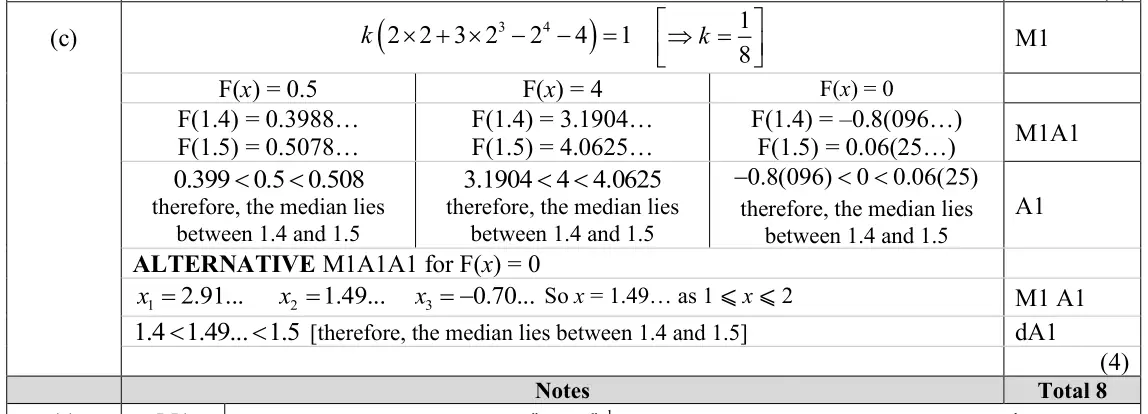 (c) k(2×2+3×2³−2⁴−4)=1 [⇒k=1/8] M1
F(x) = 0.5 F(x) = 4 F(x) = 0
F(1.4) = 0.3988… F(1.4) = 3.1904… F(1.4) = –0.8(096…)
F(1.5) = 0.5078… F(1.5) = 4.0625… F(1.5) = 0.06(25…)
M1A1
0.399<0.5<0.508 3.1904<4<4.0625 −0.8(096)<0<0.06(25)
therefore, the median lies therefore, the median lies therefore, the median lies
between 1.4 and 1.5 between 1.4 and 1.5 between 1.4 and 1.5
A1
ALTERNATIVE M1A1A1 for F(x) = 0
x₁=2.91... x₂=1.49... x₃=−0.70... So x = 1.49… as 1 ⩽ x ⩽ 2 M1 A1
1.4<1.49...<1.5 [therefore, the median lies between 1.4 and 1.5] dA1
(4)
Notes Total 8